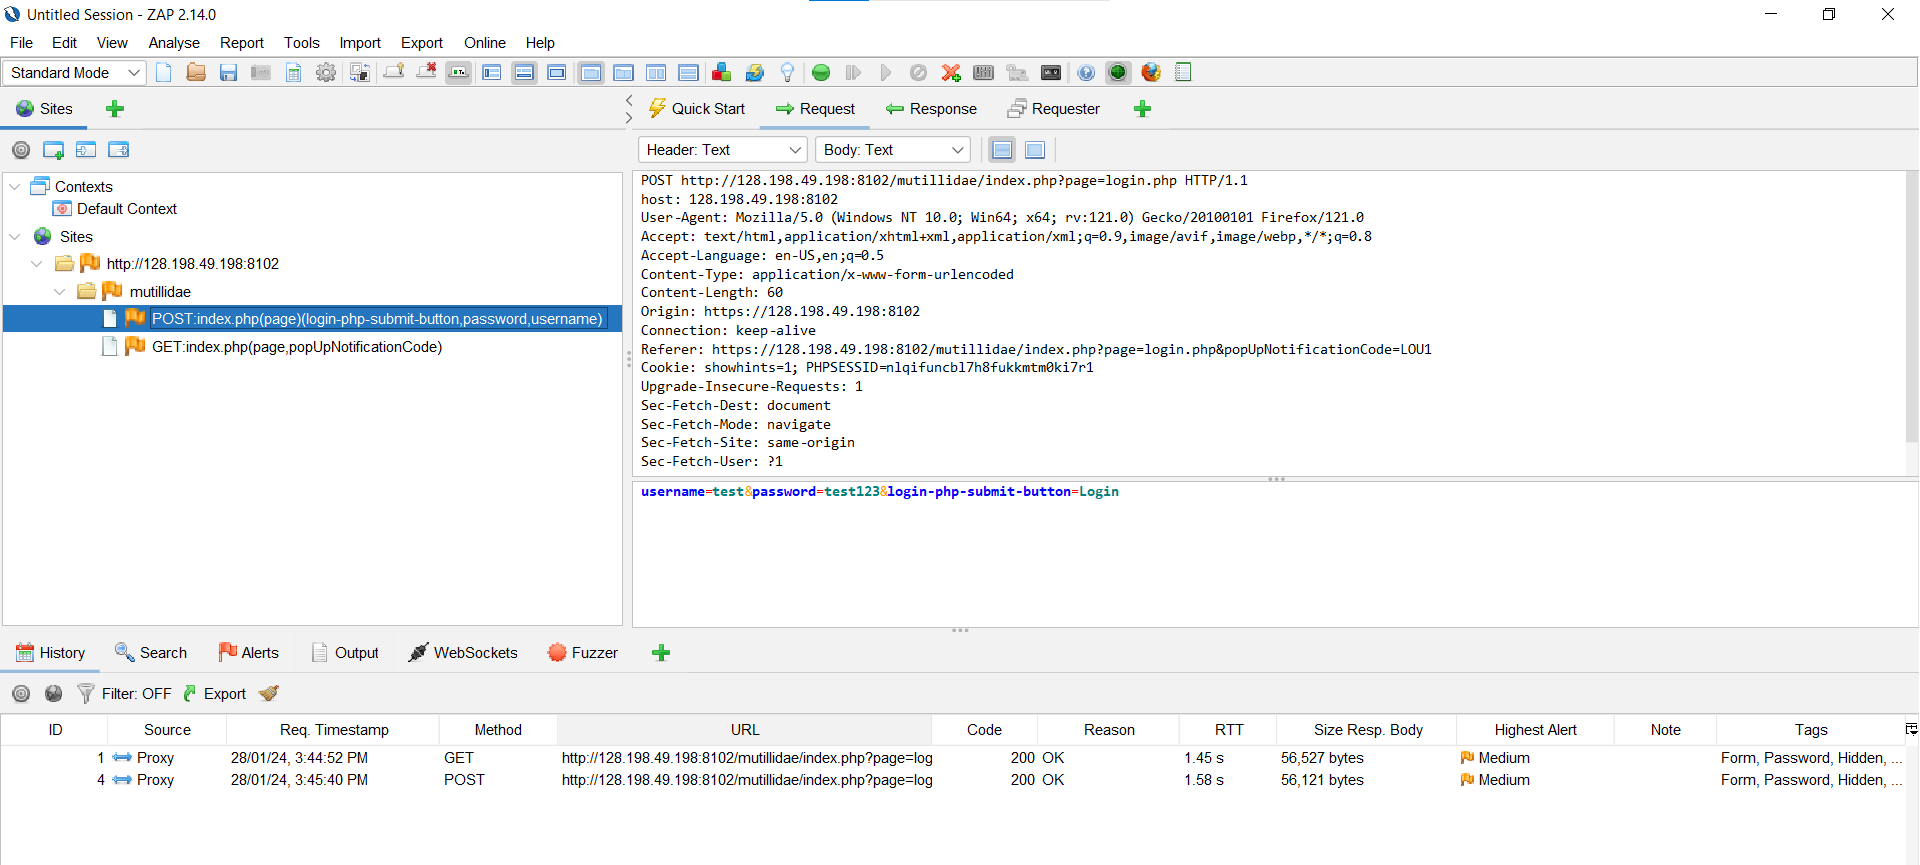 Untitled Session - ZAP 2.14.0
File Edit View Analyse Report Tools Import Export Online Help
Standard Mode
Sites
Quick Start Request Response Requester
Header: Text Body: Text
Contexts
Default Context
Sites
http://128.198.49.198:8102
mutillidae
POST:index.php(page)(login-php-submit-button,password,username)
GET:index.php(page,popUpNotificationCode)
POST http://128.198.49.198:8102/mutillidae/index.php?page=login.php HTTP/1.1
host: 128.198.49.198:8102
User-Agent: Mozilla/5.0 (Windows NT 10.0; Win64; x64; rv:121.0) Gecko/20100101 Firefox/121.0
Accept: text/html,application/xhtml+xml,application/xml;q=0.9,image/avif,image/webp,*/*;q=0.8
Accept-Language: en-US,en;q=0.5
Content-Type: application/x-www-form-urlencoded
Content-Length: 60
Origin: https://128.198.49.198:8102
Connection: keep-alive
Referer: https://128.198.49.198:8102/mutillidae/index.php?page=login.php&popUpNotificationCode=LOU1
Cookie: showhints=1; PHPSESSID=nlqifuncbl7h8fukkmtm0ki7r1
Upgrade-Insecure-Requests: 1
Sec-Fetch-Dest: document
Sec-Fetch-Mode: navigate
Sec-Fetch-Site: same-origin
Sec-Fetch-User: ?1
username=test&password=test123&login-php-submit-button=Login
History Search Alerts Output WebSockets Fuzzer
Filter: OFF Export
ID Source Req. Timestamp Method URL Code Reason RTT Size Resp. Body Highest Alert Note Tags
1 Proxy 28/01/24, 3:44:52 PM GET http://128.198.49.198:8102/mutillidae/index.php?page=log 200 OK 1.45 s 56,527 bytes Medium Form, Password, Hidden, ...
4 Proxy 28/01/24, 3:45:40 PM POST http://128.198.49.198:8102/mutillidae/index.php?page=log 200 OK 1.58 s 56,121 bytes Medium Form, Password, Hidden, ...